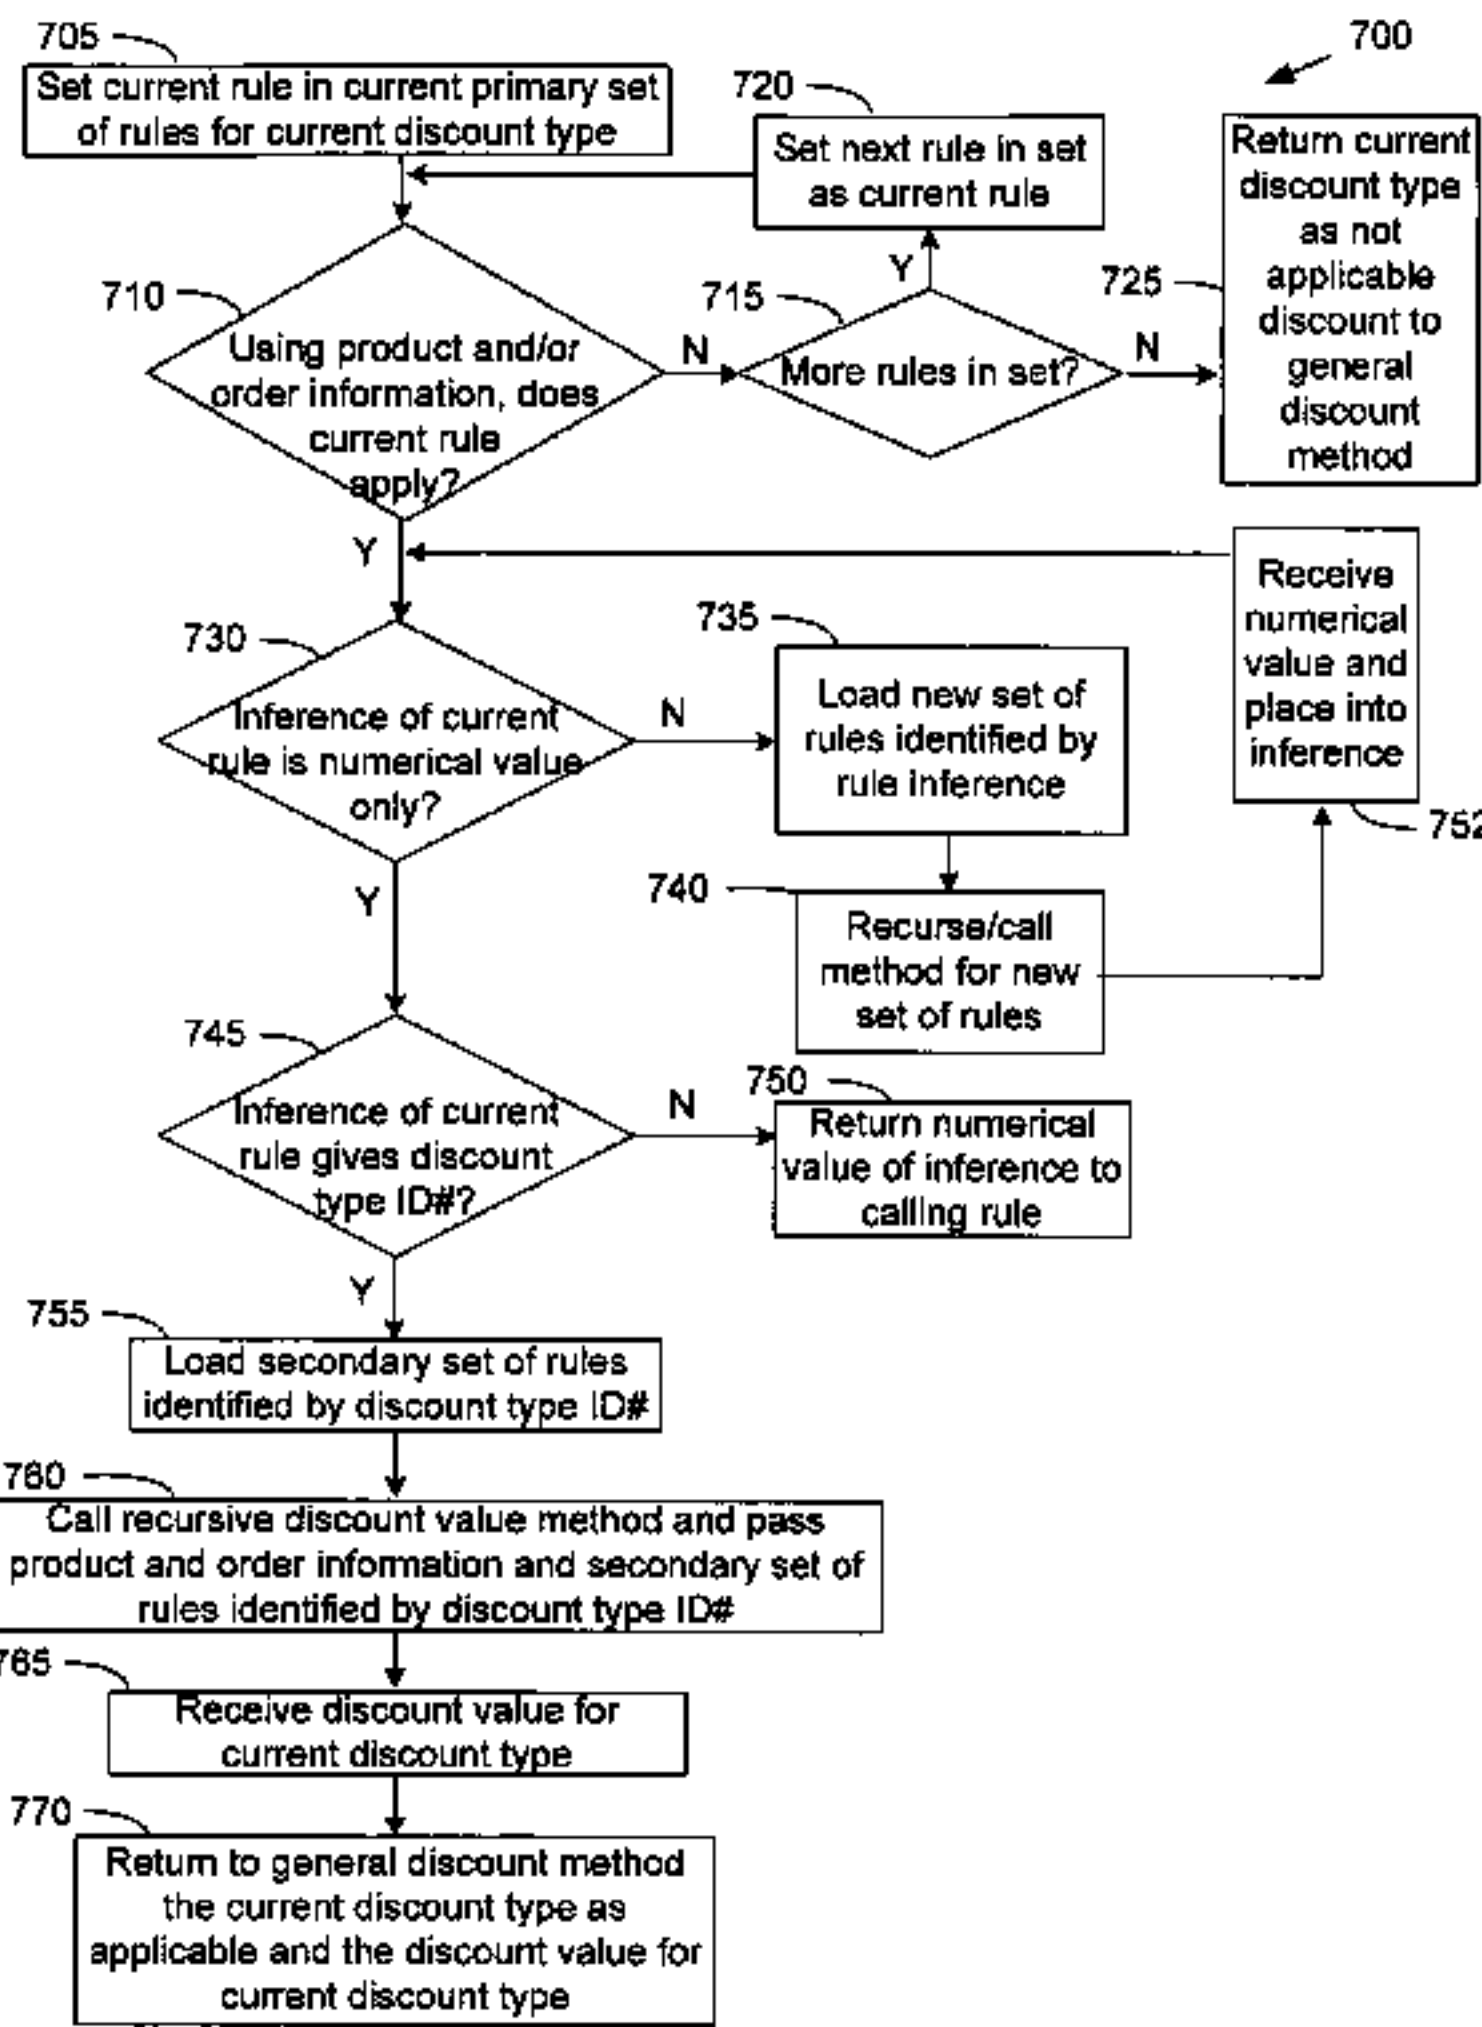 705
Set current rule in current primary set
of rules for current discount type
700
720
Set next rule in set
as current rule
Return current
discount type
as not
applicable
discount to
general
discount
method
725
710
Using product and/or
order information, does
current rule
apply?
N
715
More rules in set?
Y
N
Y
Receive
numerical
value and
place into
inference
752
730
Inference of current
rule is numerical value
only?
N
735
Load new set of
rules identified by
rule inference
740
Recurse/call
method for new
set of rules
Y
745
Inference of current
rule gives discount
type ID#?
N
750
Return numerical
value of inference to
calling rule
Y
755
Load secondary set of rules
identified by discount type ID#
760
Call recursive discount value method and pass
product and order information and secondary set of
rules identified by discount type ID#
765
Receive discount value for
current discount type
770
Return to general discount method
the current discount type as
applicable and the discount value for
current discount type